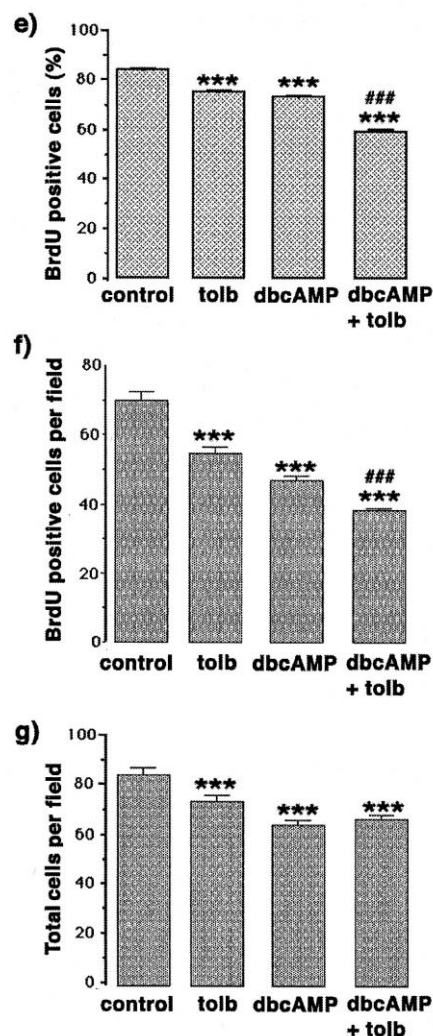 e)
BrdU positive cells (%)
100
80
60
40
20
0
***
***
###
***
control tolb dbcAMP dbcAMP
+ tolb
f)
BrdU positive cells per field
80
60
40
20
0
***
***
###
***
control tolb dbcAMP dbcAMP
+ tolb
g)
Total cells per field
100
80
60
40
20
0
***
***
***
control tolb dbcAMP dbcAMP
+ tolb